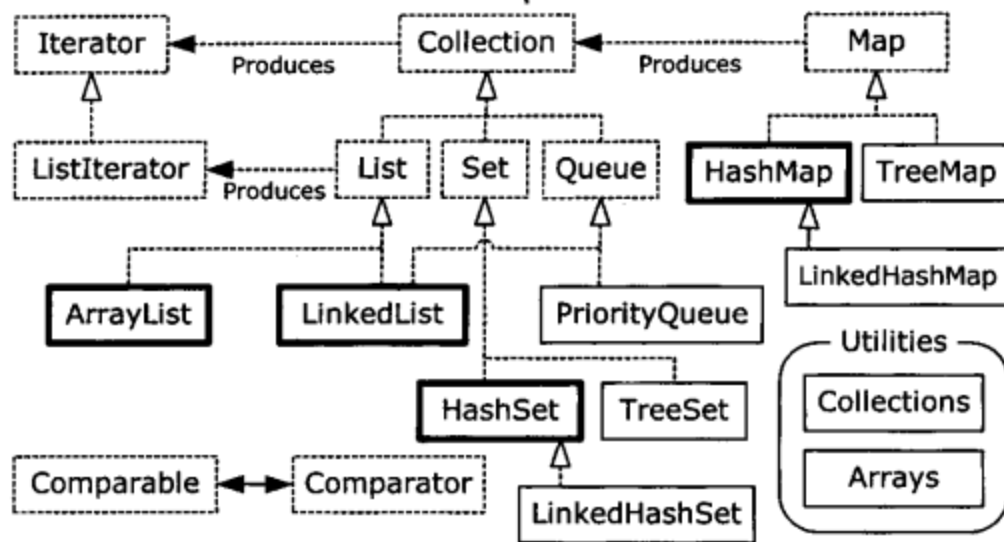 Iterator
Collection
Map
Produces
Produces
ListIterator
List
Set
Queue
HashMap
TreeMap
Produces
LinkedHashMap
ArrayList
LinkedList
PriorityQueue
Utilities
HashSet
TreeSet
Collections
Comparable
Comparator
Arrays
LinkedHashSet